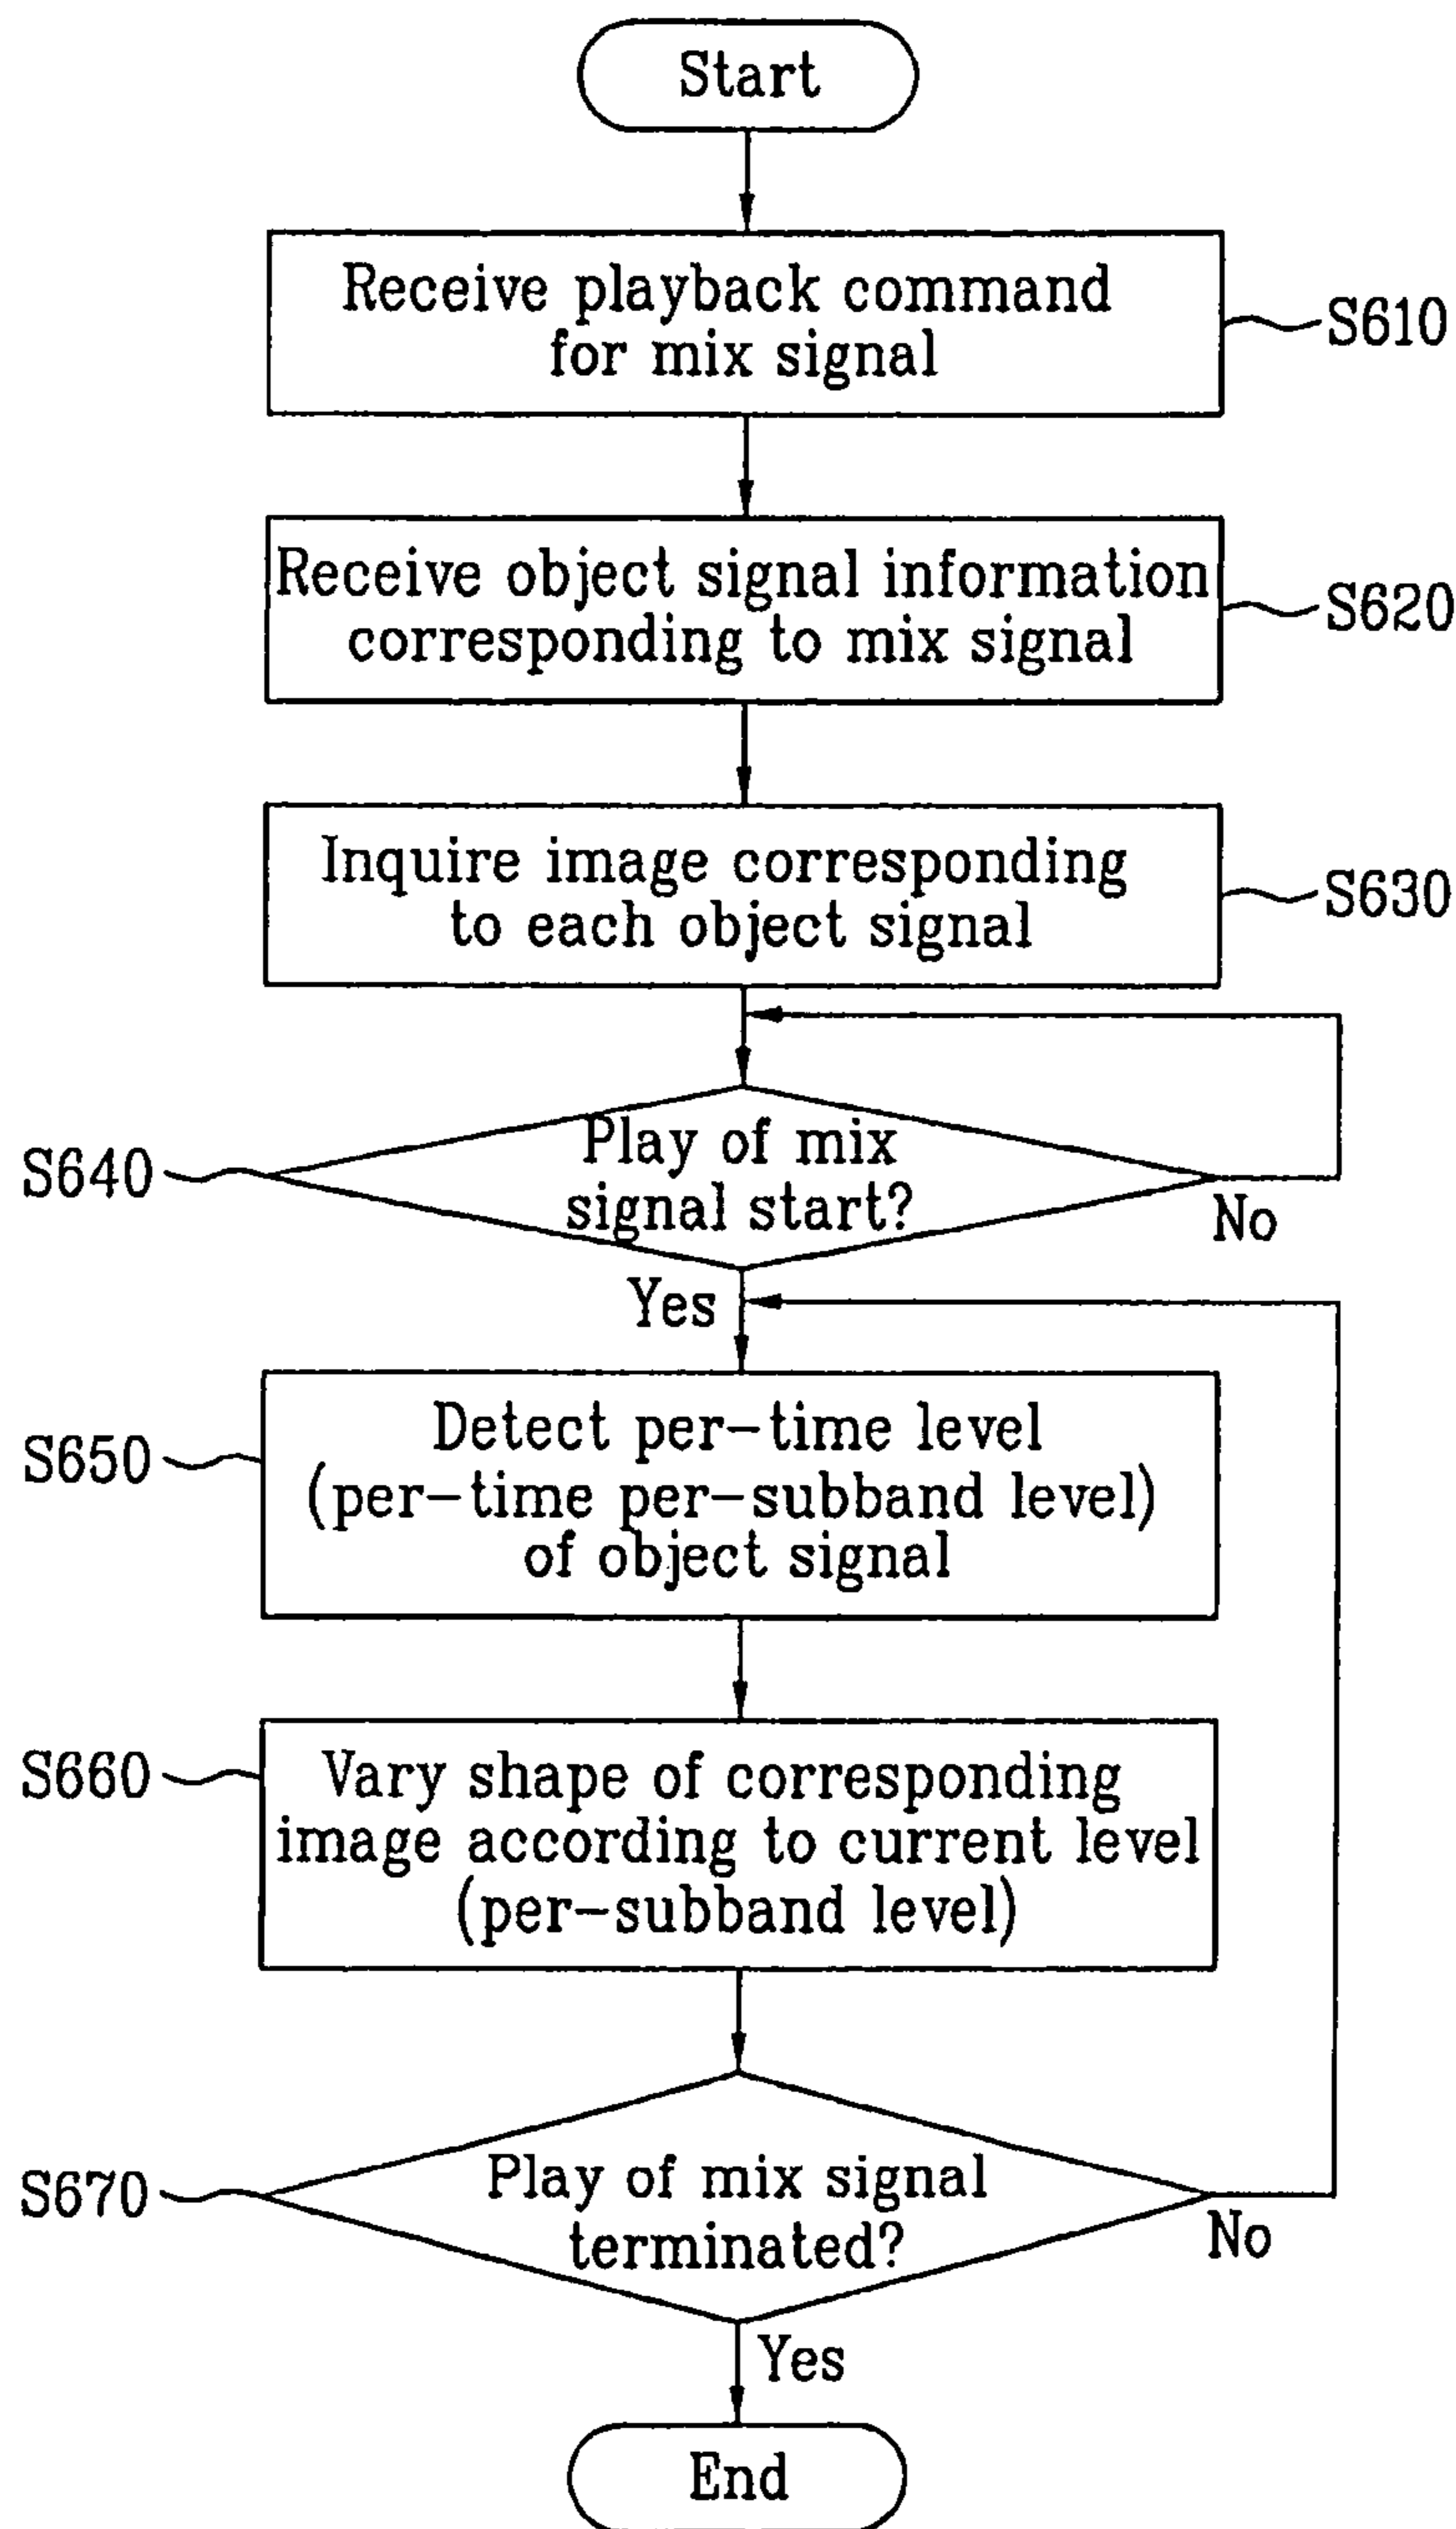 Start
Receive playback command
for mix signal
S610
Receive object signal information
corresponding to mix signal
S620
Inquire image corresponding
to each object signal
S630
S640
Play of mix
signal start?
No
Yes
S650
Detect per-time level
(per-time per-subband level)
of object signal
S660
Vary shape of corresponding
image according to current level
(per-subband level)
S670
Play of mix signal
terminated?
No
Yes
End